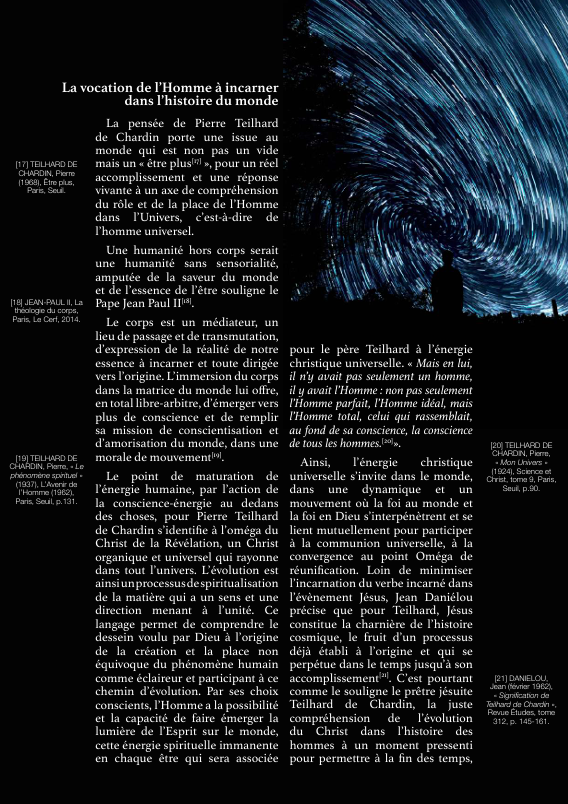 La vocation de l'Homme à incarner
dans l'histoire du monde
La pensée de Pierre Teilhard
de Chardin porte une issue au
monde qui est non pas un vide
mais un « être plus[17] », pour un réel
accomplissement et une réponse
vivante à un axe de compréhension
du rôle et de la place de l'Homme
dans l'Univers, c'est-à-dire de
l'homme universel.
Une humanité hors corps serait
une humanité sans sensorialité,
amputée de la saveur du monde
et de l'essence de l'être souligne le
Pape Jean Paul II[18].
Le corps est un médiateur, un
lieu de passage et de transmutation,
d'expression de la réalité de notre
essence à incarner et toute dirigée
vers l'origine. L'immersion du corps
dans la matrice du monde lui offre,
en total libre-arbitre, d'émerger vers
plus de conscience et de remplir
sa mission de conscientisation et
d'amorisation du monde, dans une
morale de mouvement[19].
Le point de maturation de
l'énergie humaine, par l'action de
la conscience-énergie au dedans
des choses, pour Pierre Teilhard
de Chardin s'identifie à l'oméga du
Christ de la Révélation, un Christ
organique et universel qui rayonne
dans tout l'univers. L'évolution est
ainsi un processus de spiritualisation
de la matière qui a un sens et une
direction menant à l'unité. Ce
langage permet de comprendre le
dessein voulu par Dieu à l'origine
de la création et la place non
équivoque du phénomène humain
comme éclaireur et participant à ce
chemin d'évolution. Par ses choix
conscients, l'Homme a la possibilité
et la capacité de faire émerger la
lumière de l'Esprit sur le monde,
cette énergie spirituelle immanente
en chaque être qui sera associée
pour le père Teilhard à l'énergie
christique universelle. « Mais en lui,
il n'y avait pas seulement un homme,
il y avait l'Homme : non pas seulement
l'Homme parfait, l'Homme idéal, mais
l'Homme total, celui qui rassemblait,
au fond de sa conscience, la conscience
de tous les hommes.[20]».
Ainsi, l'énergie christique
universelle s'invite dans le monde,
dans une dynamique et un
mouvement où la foi au monde et
la foi en Dieu s'interpénètrent et se
lient mutuellement pour participer
à la communion universelle, à la
convergence au point Oméga de
réunification. Loin de minimiser
l'incarnation du verbe incarné dans
l'évènement Jésus, Jean Daniélou
précise que pour Teilhard, Jésus
constitue la charnière de l'histoire
cosmique, le fruit d'un processus
déjà établi à l'origine et qui se
perpétue dans le temps jusqu'à son
accomplissement[21]. C'est pourtant
comme le souligne le prêtre jésuite
Teilhard de Chardin, la juste
compréhension de l'évolution
du Christ dans l'histoire des
hommes à un moment pressenti
pour permettre à la fin des temps,
[17] TEILHARD DE
CHARDIN, Pierre
(1968), Être plus,
Paris, Seuil.
[18] JEAN-PAUL II, La
théologie du corps,
Paris, Le Cerf, 2014.
[19] TEILHARD DE
CHARDIN, Pierre, « Le
phénomène spirituel »
(1937), L'Avenir de
l'Homme (1962),
Paris, Seuil, p.131.
[20] TEILHARD DE
CHARDIN, Pierre,
« Mon Univers »
(1924), Science et
Christ, tome 9, Paris,
Seuil, p.90.
[21] DANIELOU,
Jean (février 1962),
« Signification de
Teilhard de Chardin »,
Revue Études, tome
312, p. 145-161.